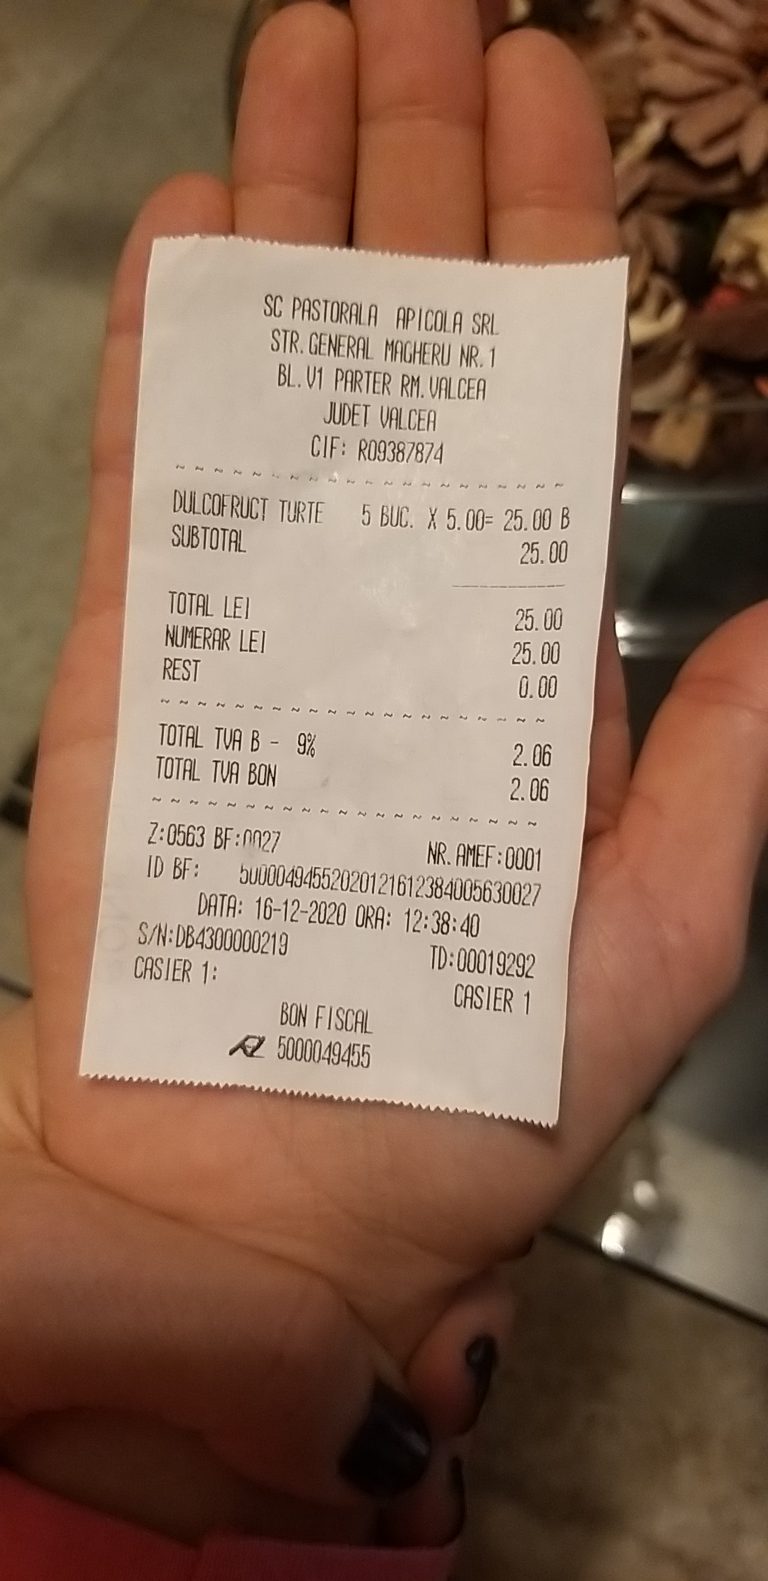 SC PASTORALA APICOLA SRL
STR. GENERAL MAGHERU NR. 1
BL. V1 PARTER RM. VALCEA
JUDET VALCEA
CIF: RO9387874
DULCOFRUCT TURTE 5 BUC. X 5.00= 25.00 B
SUBTOTAL 25.00
TOTAL LEI 25.00
NUMERAR LEI 25.00
REST 0.00
TOTAL TVA B - 9% 2.06
TOTAL TVA BON 2.06
Z:0563 BF:0027 NR. AMEF:0001
ID BF: 50000494552020121612384005630027
DATA: 16-12-2020 ORA: 12:38:40
S/N:DB4300000219 TD:00019292
CASIER 1: CASIER 1
BON FISCAL
5000049455